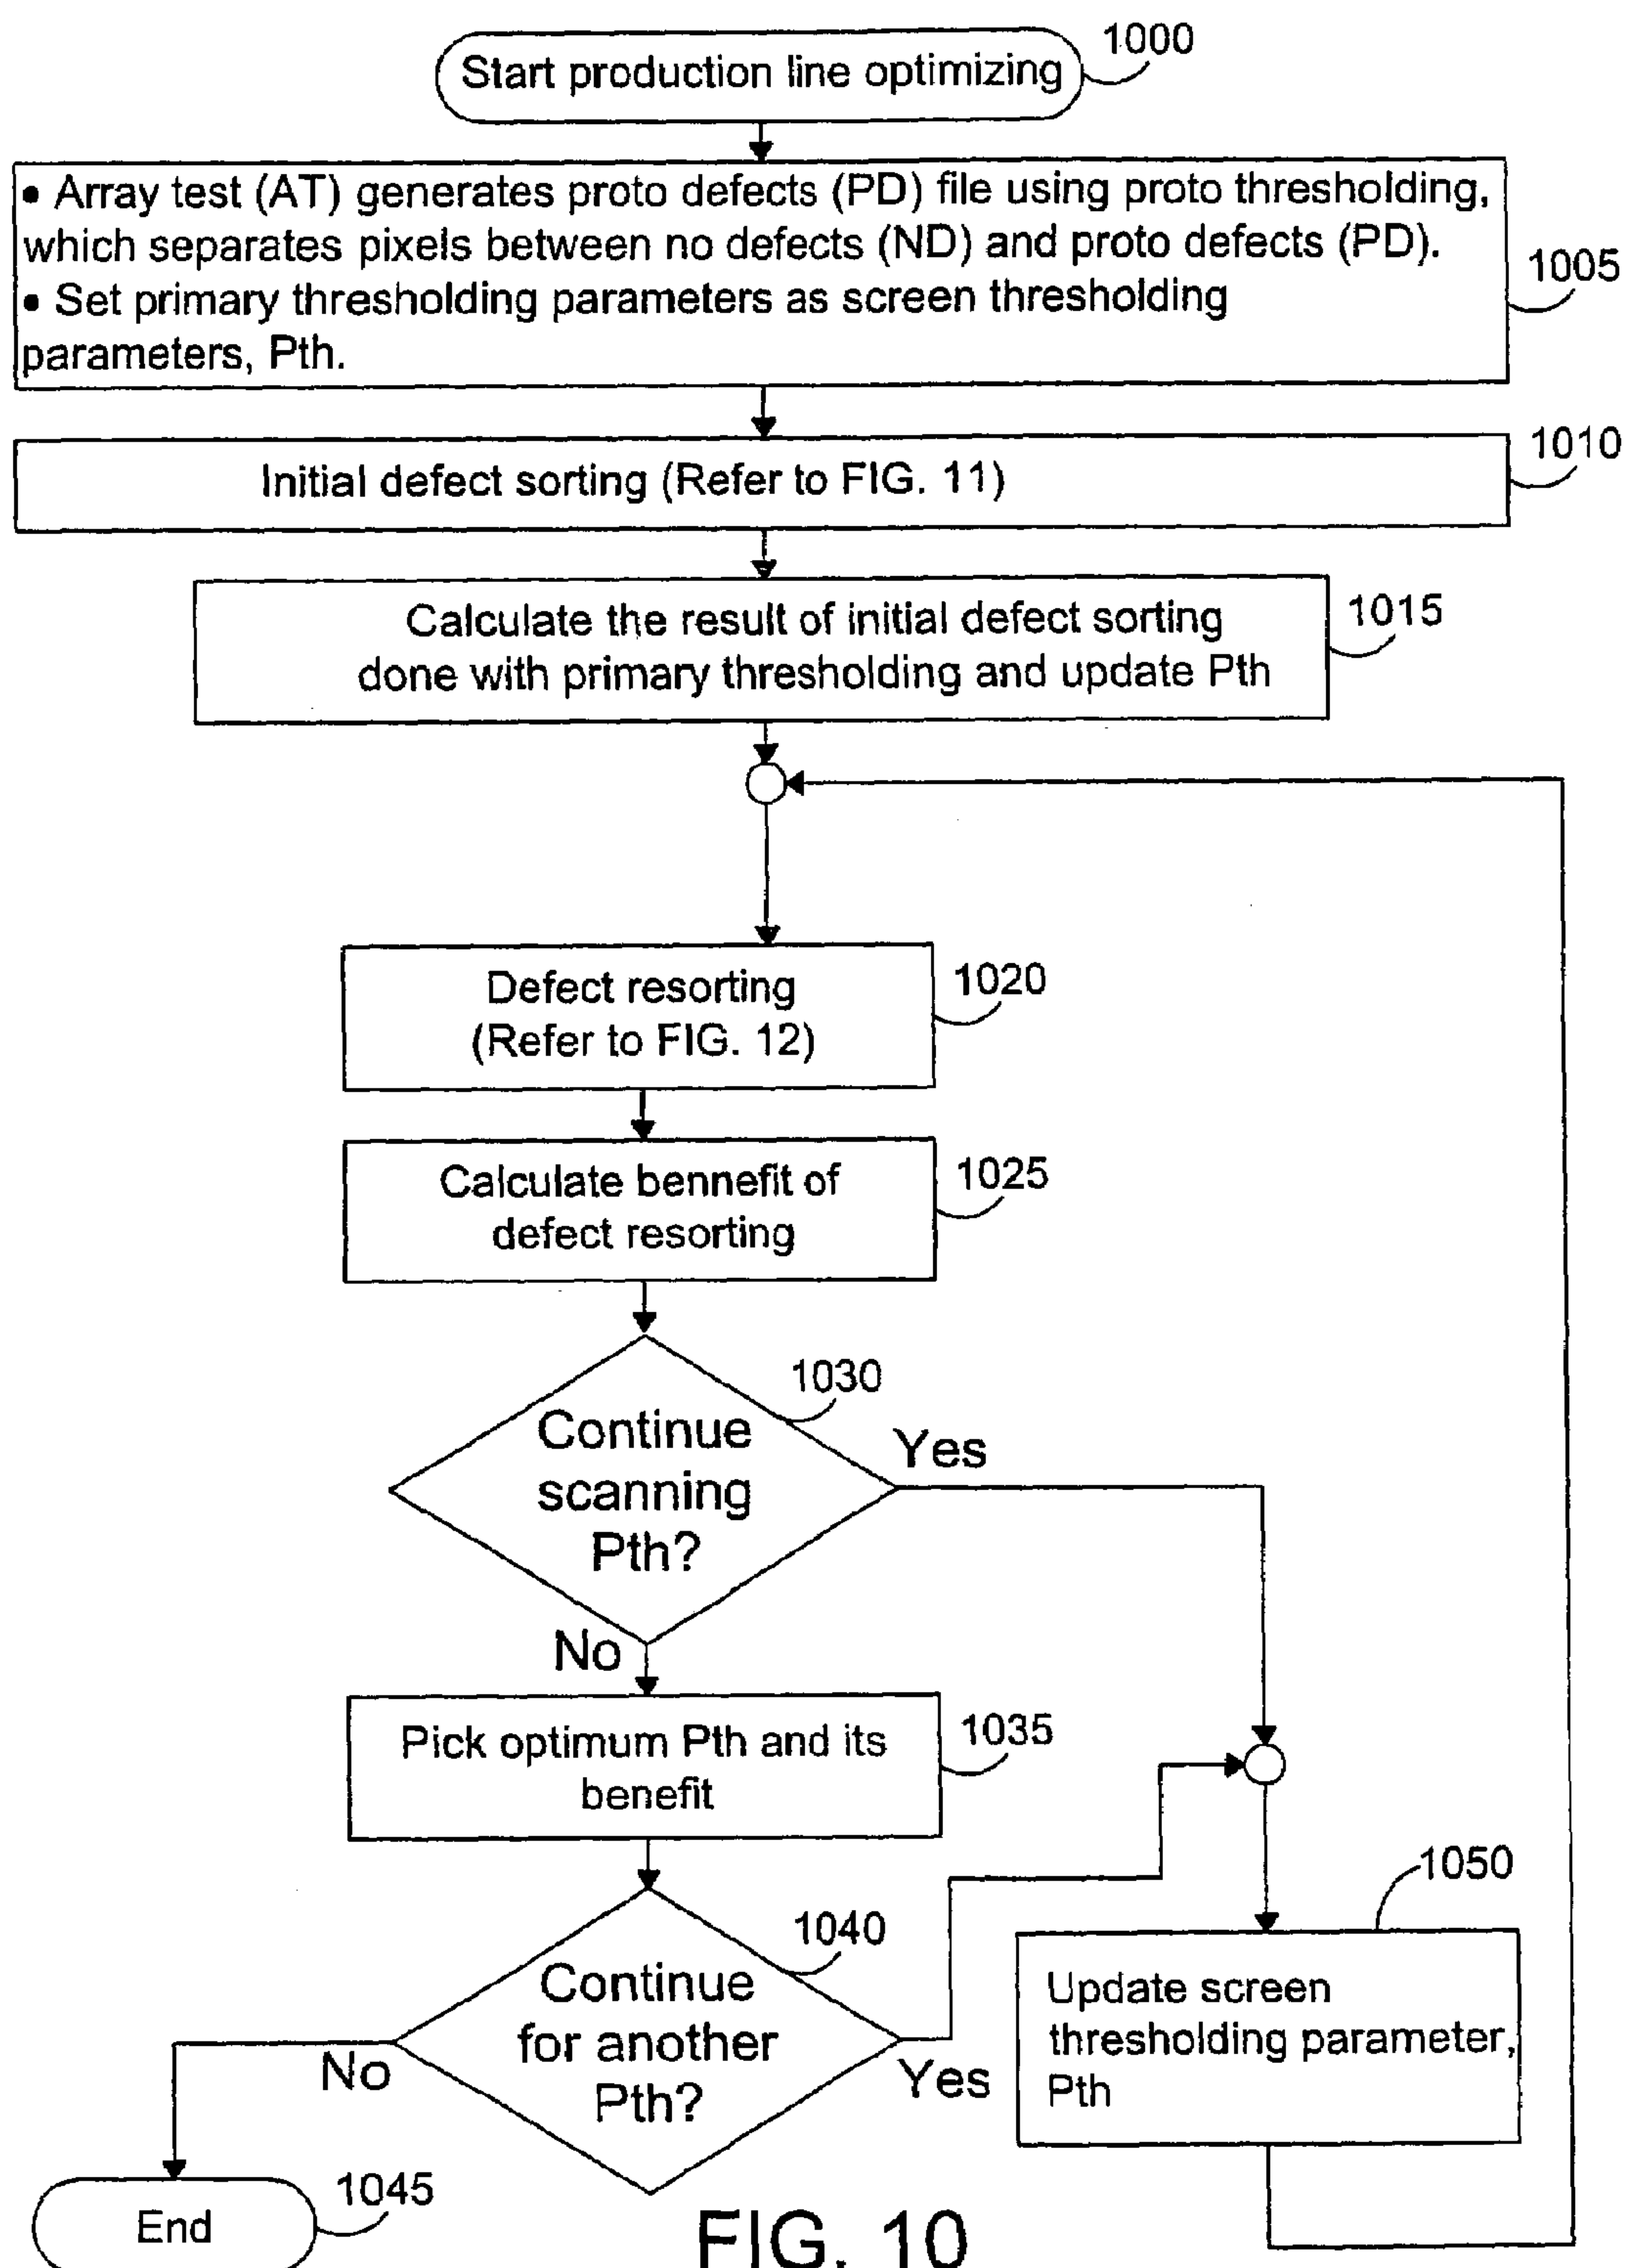 1000
Start production line optimizing
• Array test (AT) generates proto defects (PD) file using proto thresholding,
which separates pixels between no defects (ND) and proto defects (PD).
• Set primary thresholding parameters as screen thresholding
parameters, Pth.
1005
1010
Initial defect sorting (Refer to FIG. 11)
Calculate the result of initial defect sorting
done with primary thresholding and update Pth
1015
Defect resorting
(Refer to FIG. 12)
1020
Calculate bennefit of
defect resorting
1025
1030
Continue
scanning
Pth?
Yes
No
Pick optimum Pth and its
benefit
1035
1040
Continue
for another
Pth?
No
Yes
1050
Update screen
thresholding parameter,
Pth
End
1045
FIG. 10